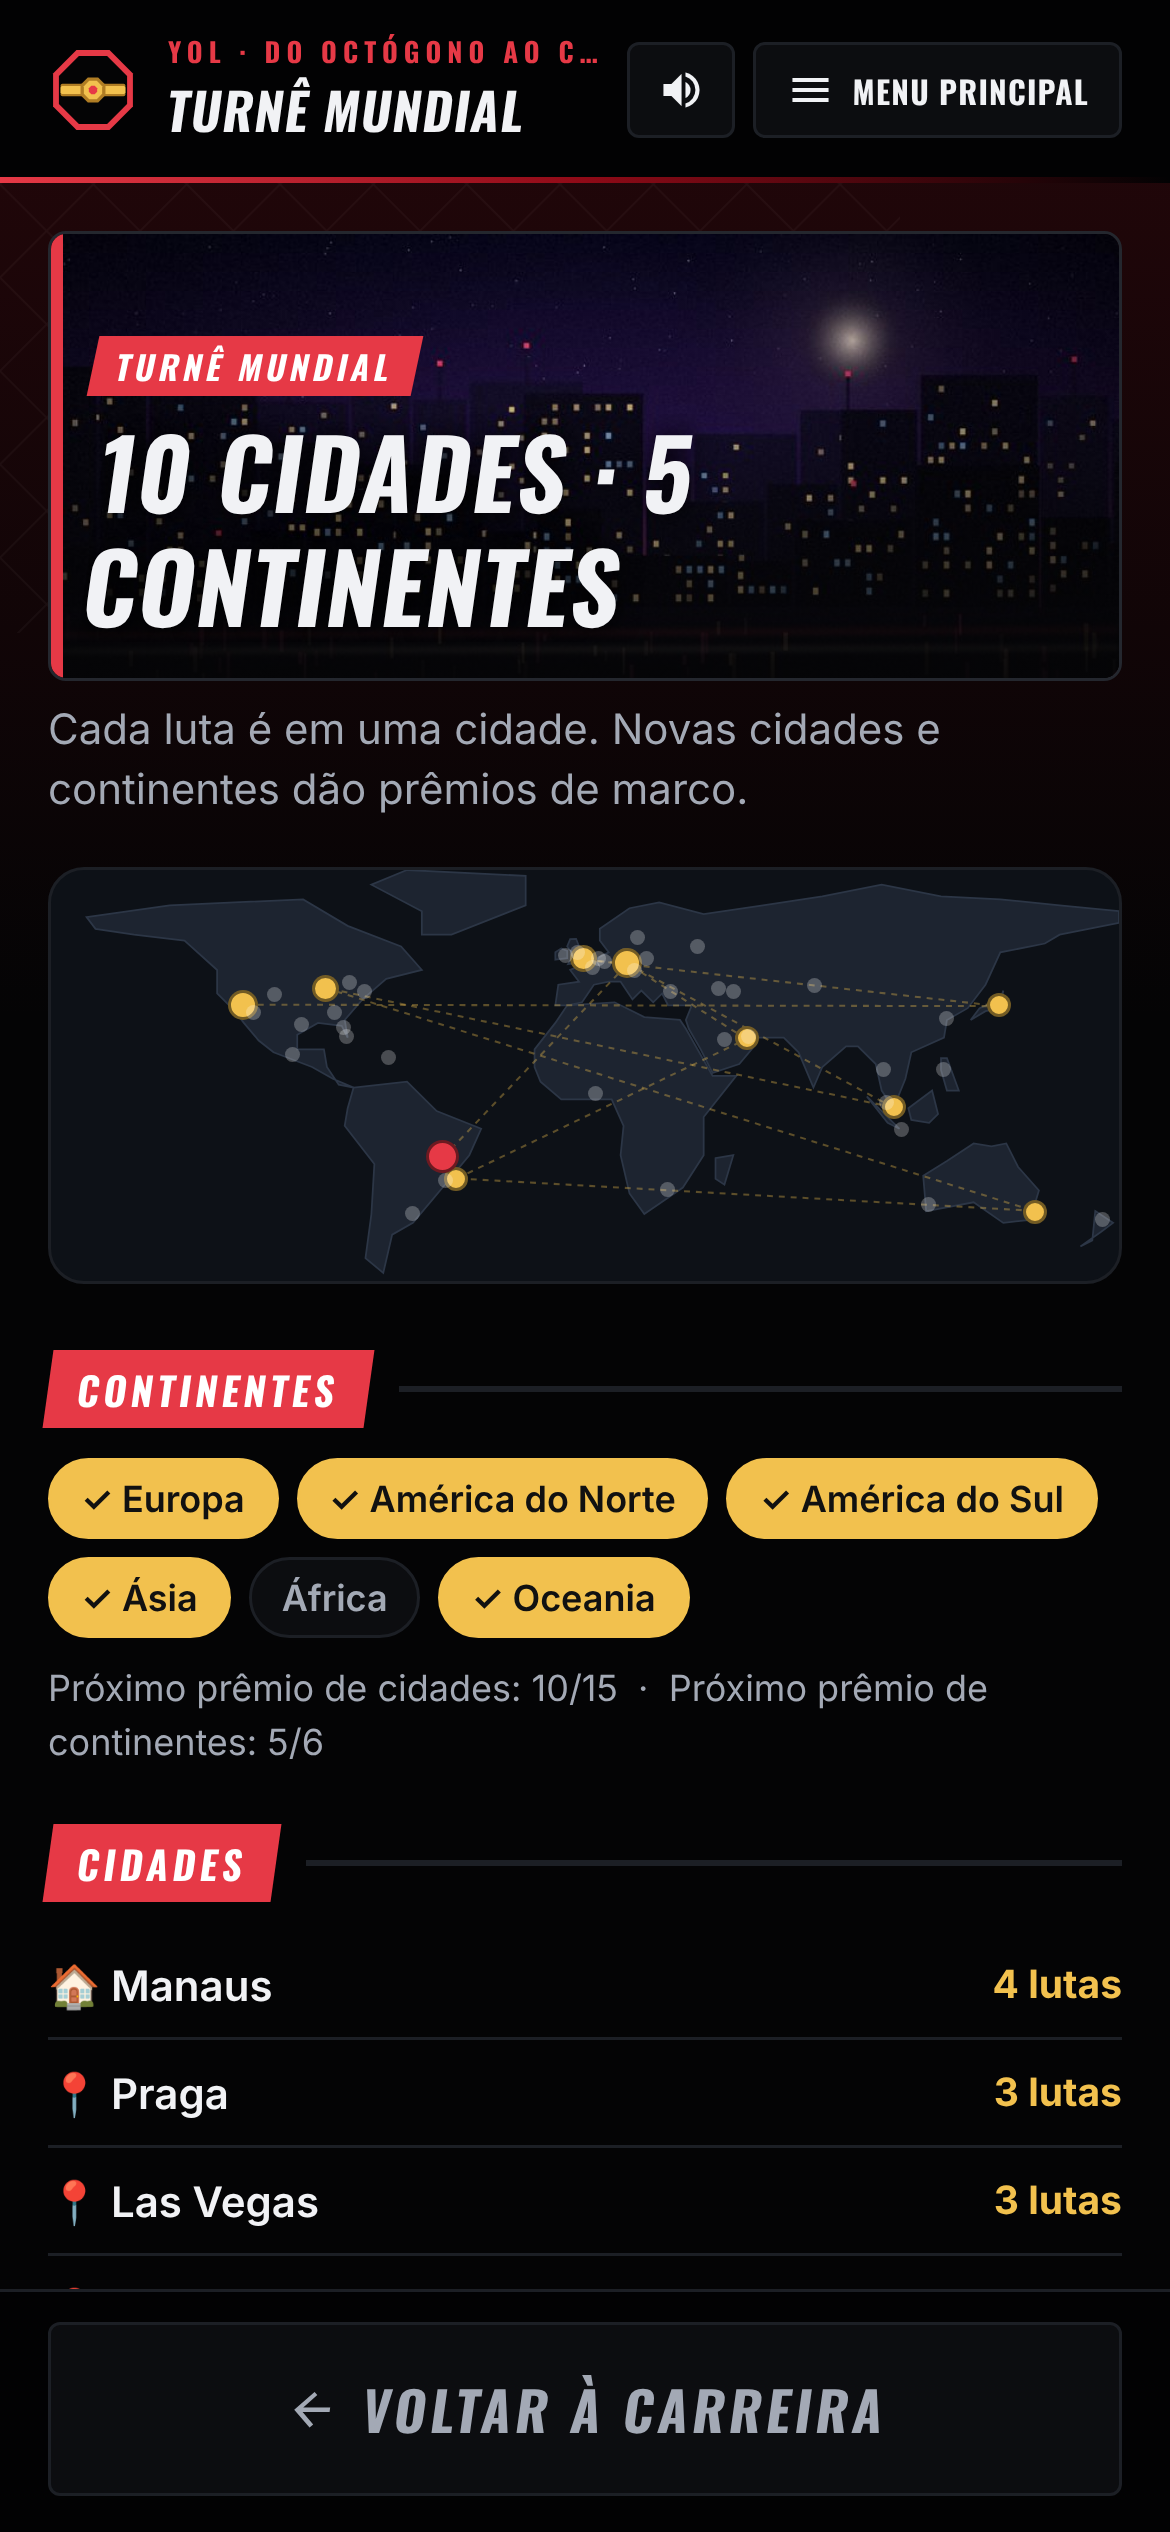 YOL · DO OCTÓGONO AO C…
TURNÊ MUNDIAL
MENU PRINCIPAL
TURNÊ MUNDIAL
10 CIDADES · 5
CONTINENTES
Cada luta é em uma cidade. Novas cidades e
continentes dão prêmios de marco.
CONTINENTES
✓ Europa
✓ América do Norte
✓ América do Sul
✓ Ásia
África
✓ Oceania
Próximo prêmio de cidades: 10/15 · Próximo prêmio de
continentes: 5/6
CIDADES
Manaus 4 lutas
Praga 3 lutas
Las Vegas 3 lutas
← VOLTAR À CARREIRA